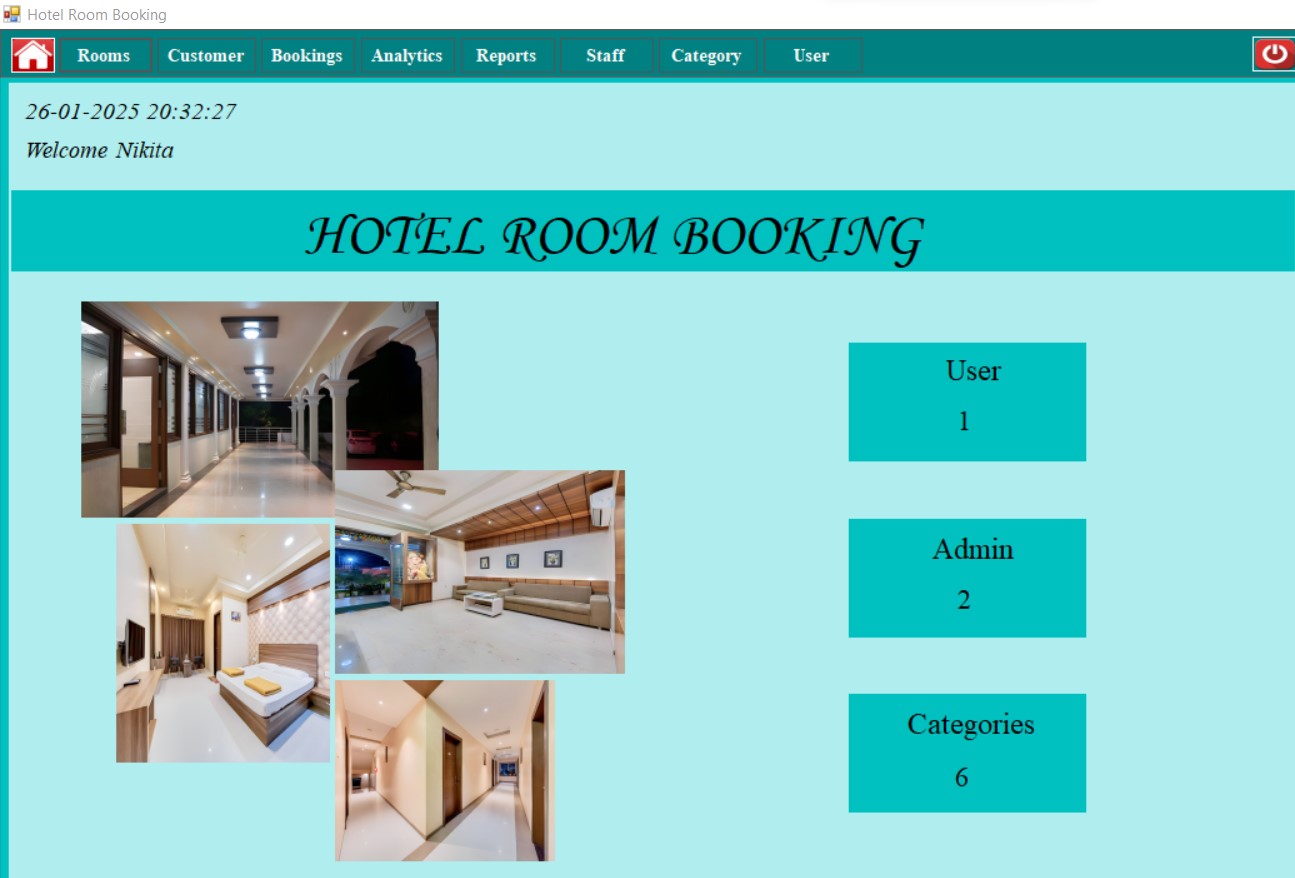 Hotel Room Booking
Rooms Customer Bookings Analytics Reports Staff Category User
26-01-2025 20:32:27
Welcome Nikita
HOTEL ROOM BOOKING
User
1
Admin
2
Categories
6